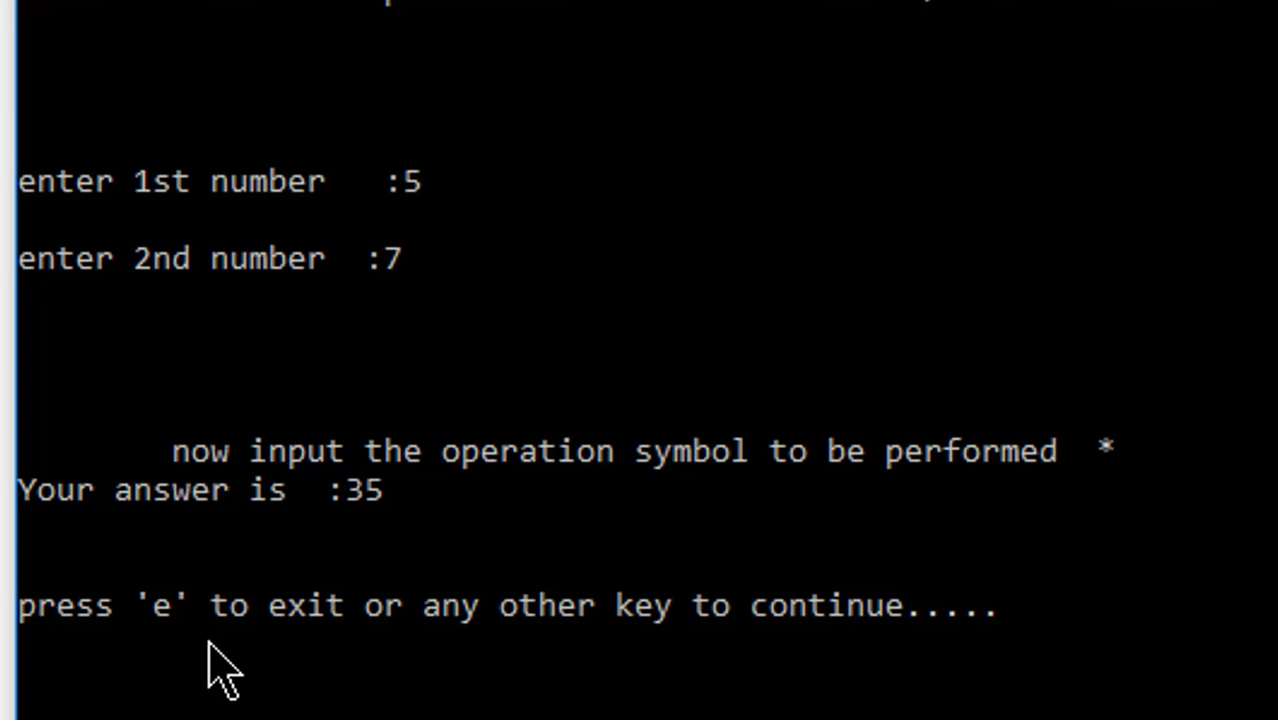 enter 1st number   :5
enter 2nd number  :7
now input the operation symbol to be performed  *
Your answer is  :35
press 'e' to exit or any other key to continue.....